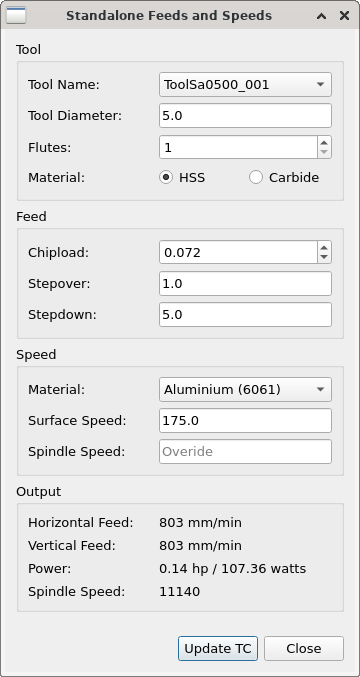 Standalone Feeds and Speeds
Tool
Tool Name: ToolSa0500_001
Tool Diameter: 5.0
Flutes: 1
Material: HSS Carbide
Feed
Chipload: 0.072
Stepover: 1.0
Stepdown: 5.0
Speed
Material: Aluminium (6061)
Surface Speed: 175.0
Spindle Speed: Overide
Output
Horizontal Feed: 803 mm/min
Vertical Feed: 803 mm/min
Power: 0.14 hp / 107.36 watts
Spindle Speed: 11140
Update TC Close